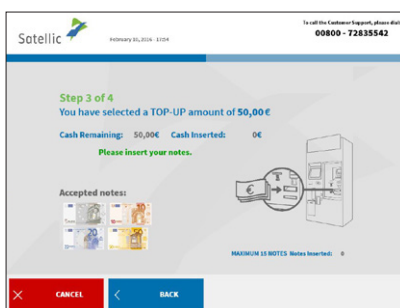 Satellic
February 10, 2016 - 13:54
To call the Customer Support, please dial:
00800 - 72835542
Step 3 of 4
You have selected a TOP-UP amount of 50,00 €
Cash Remaining: 50,00€ Cash Inserted: 0€
Please insert your notes.
Accepted notes:
MAXIMUM 15 NOTES Notes Inserted: 0
CANCEL
BACK